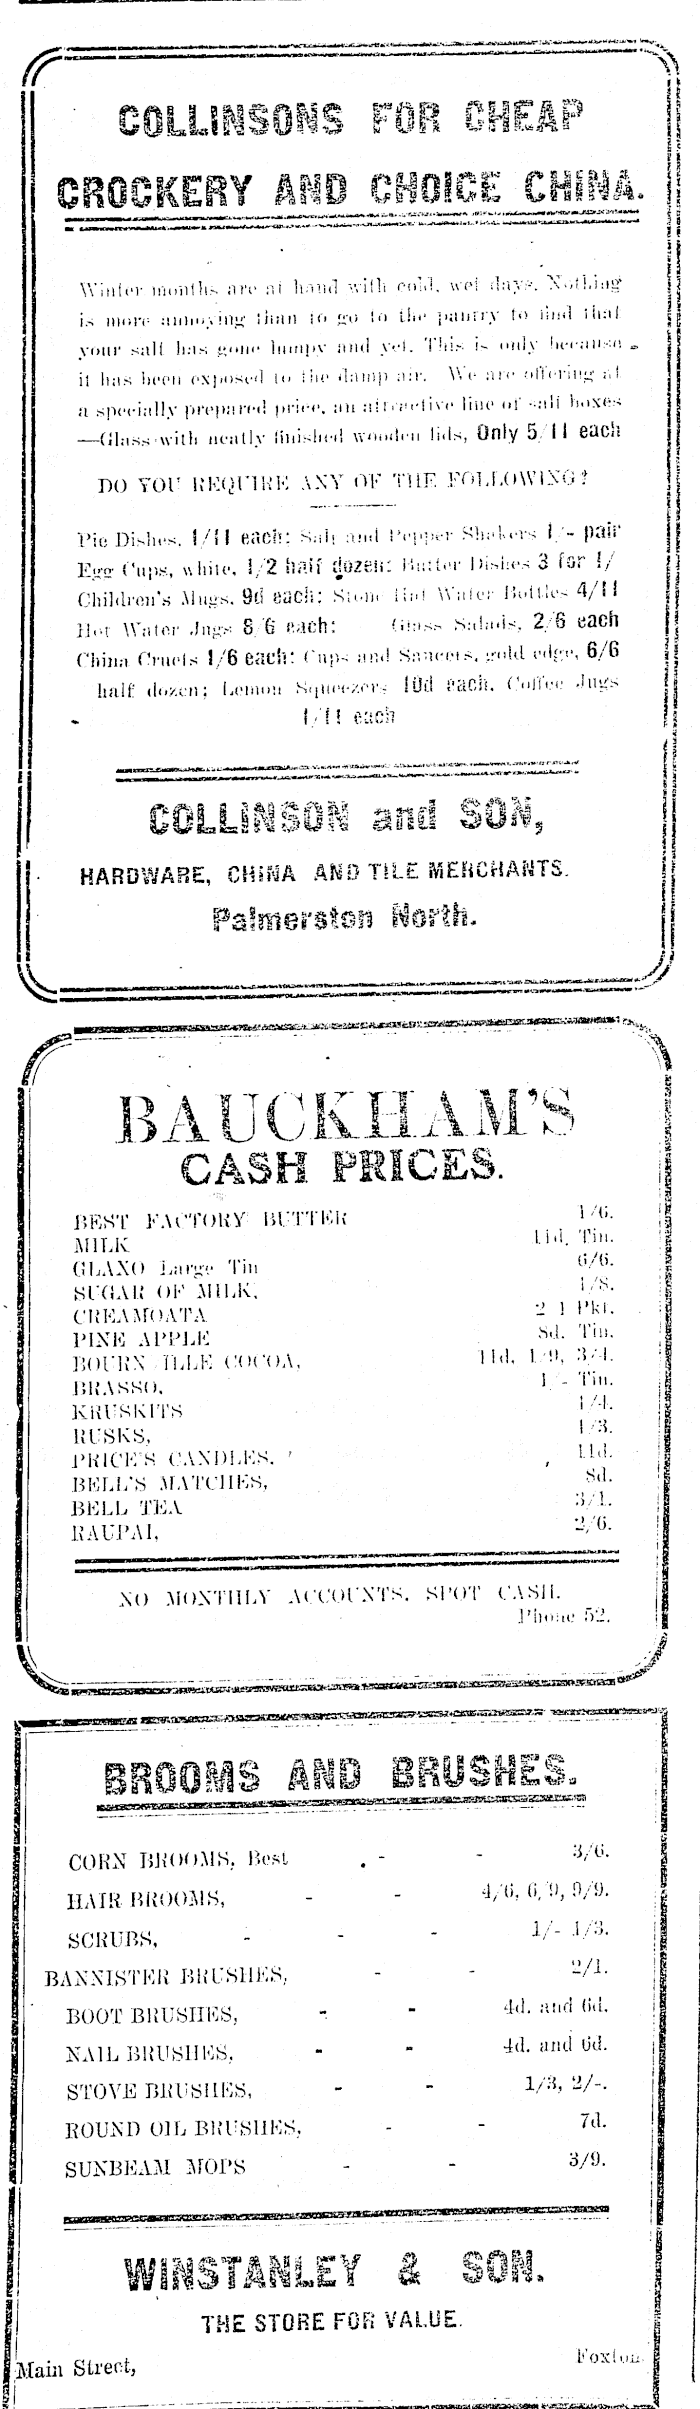 COLLINSONS FOR CHEAP
CROCKERY AND CHOICE CHINA.
Winter months are at hand with cold, wet days. Nothing
is more annoying than to go to the pantry to find that
your salt has gone lumpy and yet. This is only because
it has been exposed to the damp air. We are offering at
a specially prepared price, an attractive line of salt boxes
—Glass with neatly finished wooden lids, Only 5/11 each
DO YOU REQUIRE ANY OF THE FOLLOWING?
Pie Dishes, 1/11 each; Salt and Pepper Shakers 1/- pair
Egg Cups, white, 1/2 half dozen; Butter Dishes 3 for 1/
Children's Mugs, 9d each; Stone Hot Water Bottles 4/11
Hot Water Jugs 8/6 each; Glass Salads, 2/6 each
China Cruets 1/6 each; Cups and Saucers, gold edge, 6/6
half dozen; Lemon Squeezers 10d each, Coffee Jugs
1/11 each
COLLINSON and SON,
HARDWARE, CHINA AND TILE MERCHANTS.
Palmerston North.
BAUCKHAM'S
CASH PRICES.
BEST FACTORY BUTTER 1/6.
MILK 11d, Tin.
GLAXO Large Tin 6/6.
SUGAR OF MILK, 1/8.
CREAMOATA 2 1 Pkt.
PINE APPLE 8d. Tin.
BOURN ILLE COCOA, 11d, 1/9, 3/4.
BRASSO, 1/- Tin.
KRUSKITS 1/4.
RUSKS, 1/3.
PRICE'S CANDLES, 11d.
BELL'S MATCHES, 8d.
BELL TEA 3/1.
RAUPAI, 2/6.
NO MONTHLY ACCOUNTS. SPOT CASH.
Phone 52.
BROOMS AND BRUSHES.
CORN BROOMS, Best - - 3/6.
HAIR BROOMS, - - 4/6, 6/9, 9/9.
SCRUBS, - - - 1/- 1/3.
BANNISTER BRUSHES, - - 2/1.
BOOT BRUSHES, - - 4d. and 6d.
NAIL BRUSHES, - - 4d. and 6d.
STOVE BRUSHES, - - 1/3, 2/-.
ROUND OIL BRUSHES, - - 7d.
SUNBEAM MOPS - - 3/9.
WINSTANLEY & SON.
THE STORE FOR VALUE.
Main Street, Foxton.